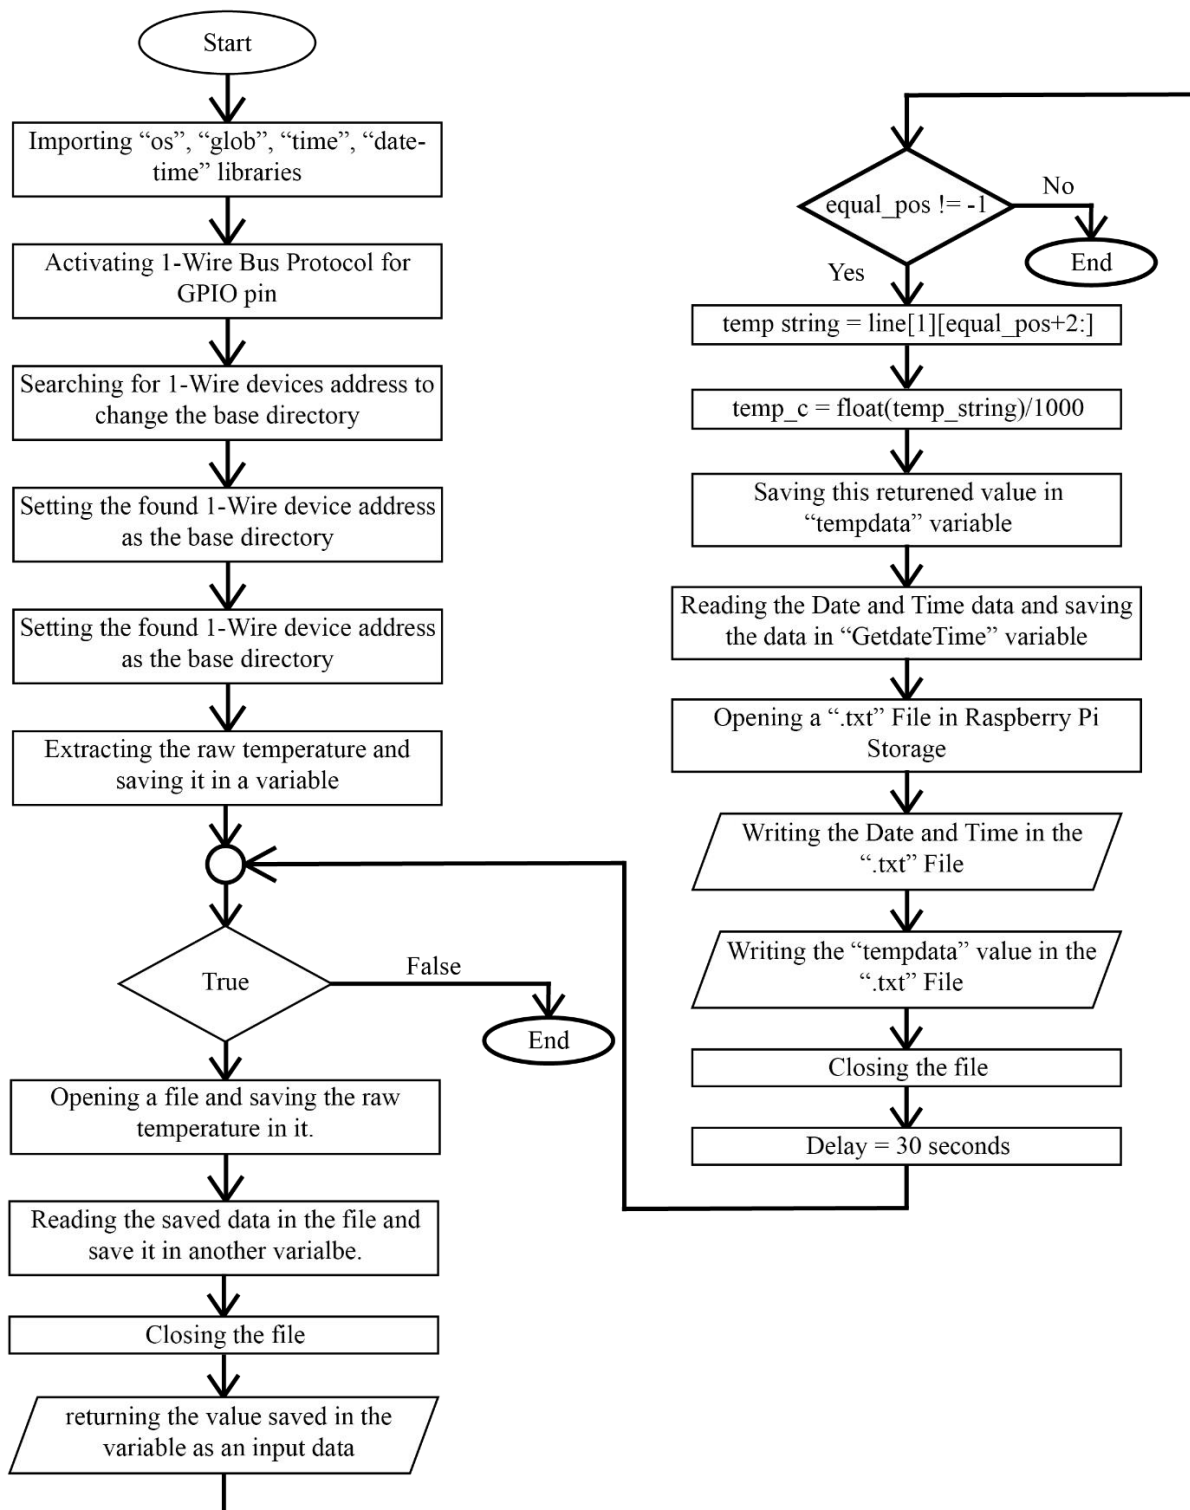 Start
Importing “os”, “glob”, “time”, “date-
time” libraries
Activating 1-Wire Bus Protocol for
GPIO pin
Searching for 1-Wire devices address to
change the base directory
Setting the found 1-Wire device address
as the base directory
Setting the found 1-Wire device address
as the base directory
Extracting the raw temperature and
saving it in a variable
True
False
End
Opening a file and saving the raw
temperature in it.
Reading the saved data in the file and
save it in another varialbe.
Closing the file
returning the value saved in the
variable as an input data
equal_pos != -1
No
End
Yes
temp string = line[1][equal_pos+2:]
temp_c = float(temp_string)/1000
Saving this returened value in
“tempdata” variable
Reading the Date and Time data and saving
the data in “GetdateTime” variable
Opening a “.txt” File in Raspberry Pi
Storage
Writing the Date and Time in the
“.txt” File
Writing the “tempdata” value in the
“.txt” File
Closing the file
Delay = 30 seconds